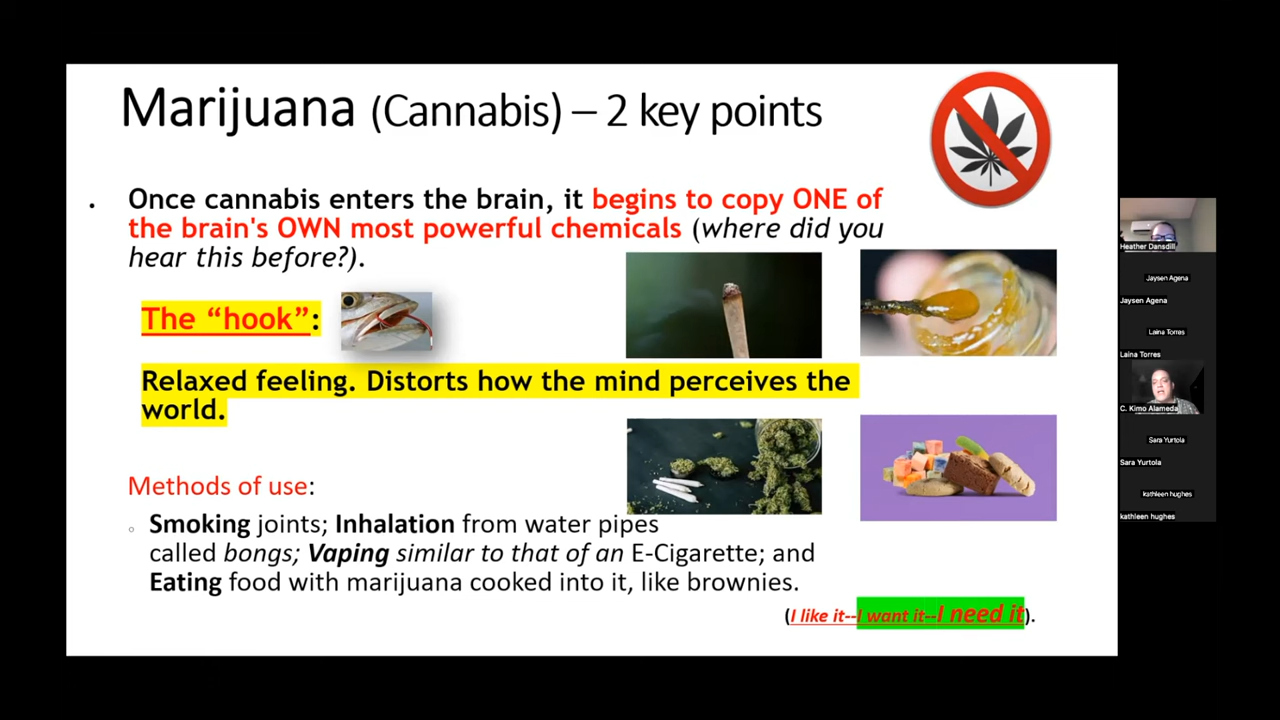 Marijuana (Cannabis) – 2 key points
• Once cannabis enters the brain, it begins to copy ONE of
the brain's OWN most powerful chemicals (where did you
hear this before?).
The “hook”:
Relaxed feeling. Distorts how the mind perceives the
world.
Methods of use:
○ Smoking joints; Inhalation from water pipes
called bongs; Vaping similar to that of an E-Cigarette; and
Eating food with marijuana cooked into it, like brownies.
(I like it--I want it--I need it).
Heather Dansdill
Jaysen Agena
Jaysen Agena
Laina Torres
Laina Torres
C. Kimo Alameda
Sara Yurtola
Sara Yurtola
kathleen hughes
kathleen hughes